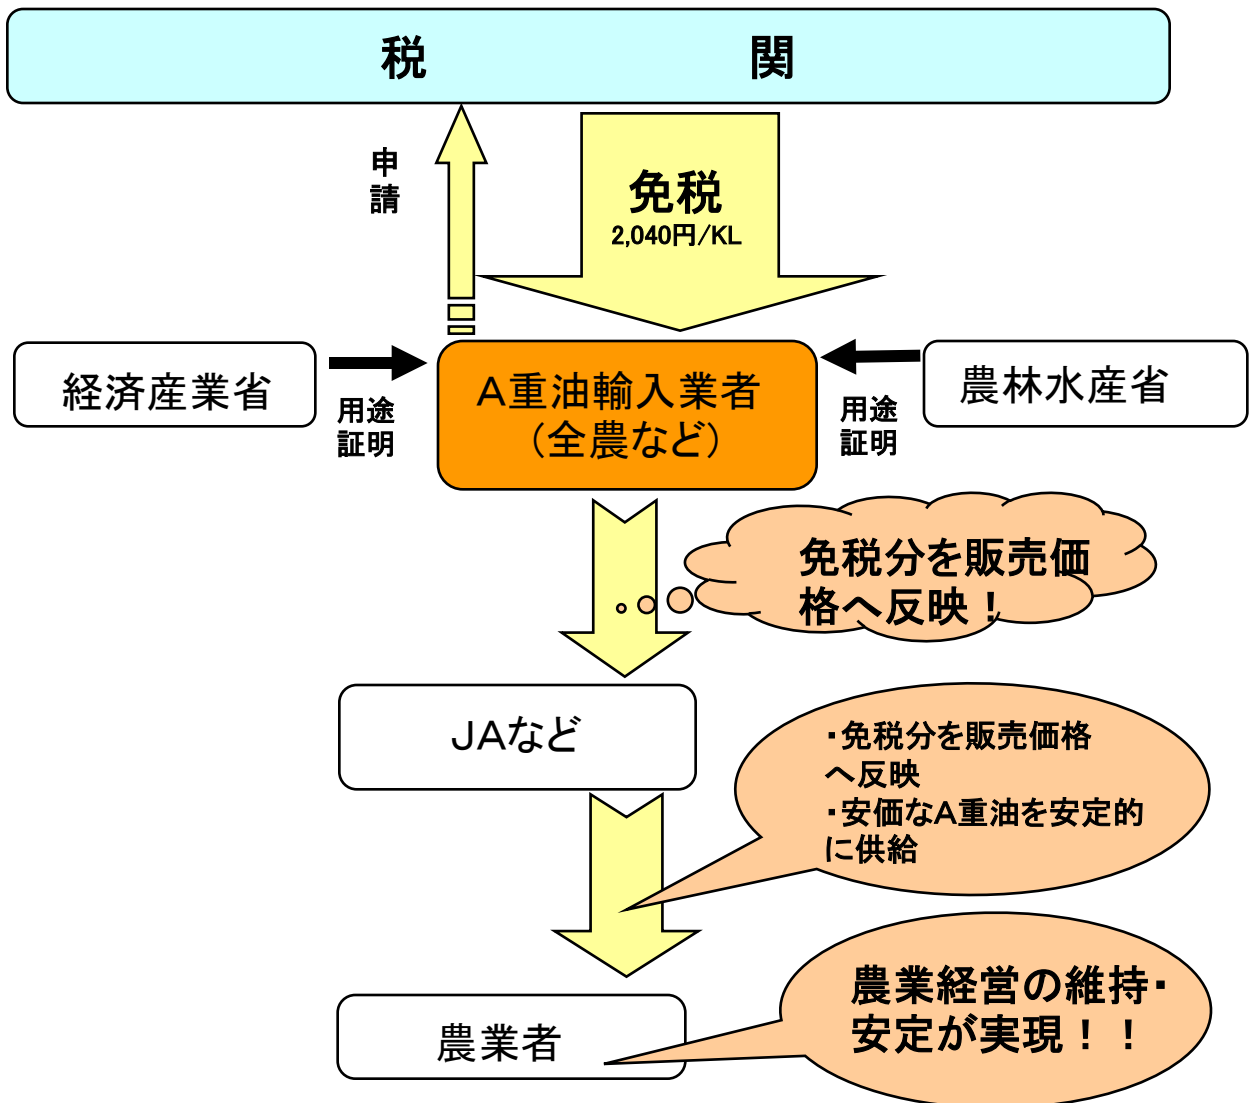 税　関
申
請
免税
2,040円/KL
経済産業省
用途
証明
A重油輸入業者
(全農など)
用途
証明
農林水産省
免税分を販売価
格へ反映！
JAなど
・免税分を販売価格
へ反映
・安価なA重油を安定的
に供給
農業者
農業経営の維持・
安定が実現！！